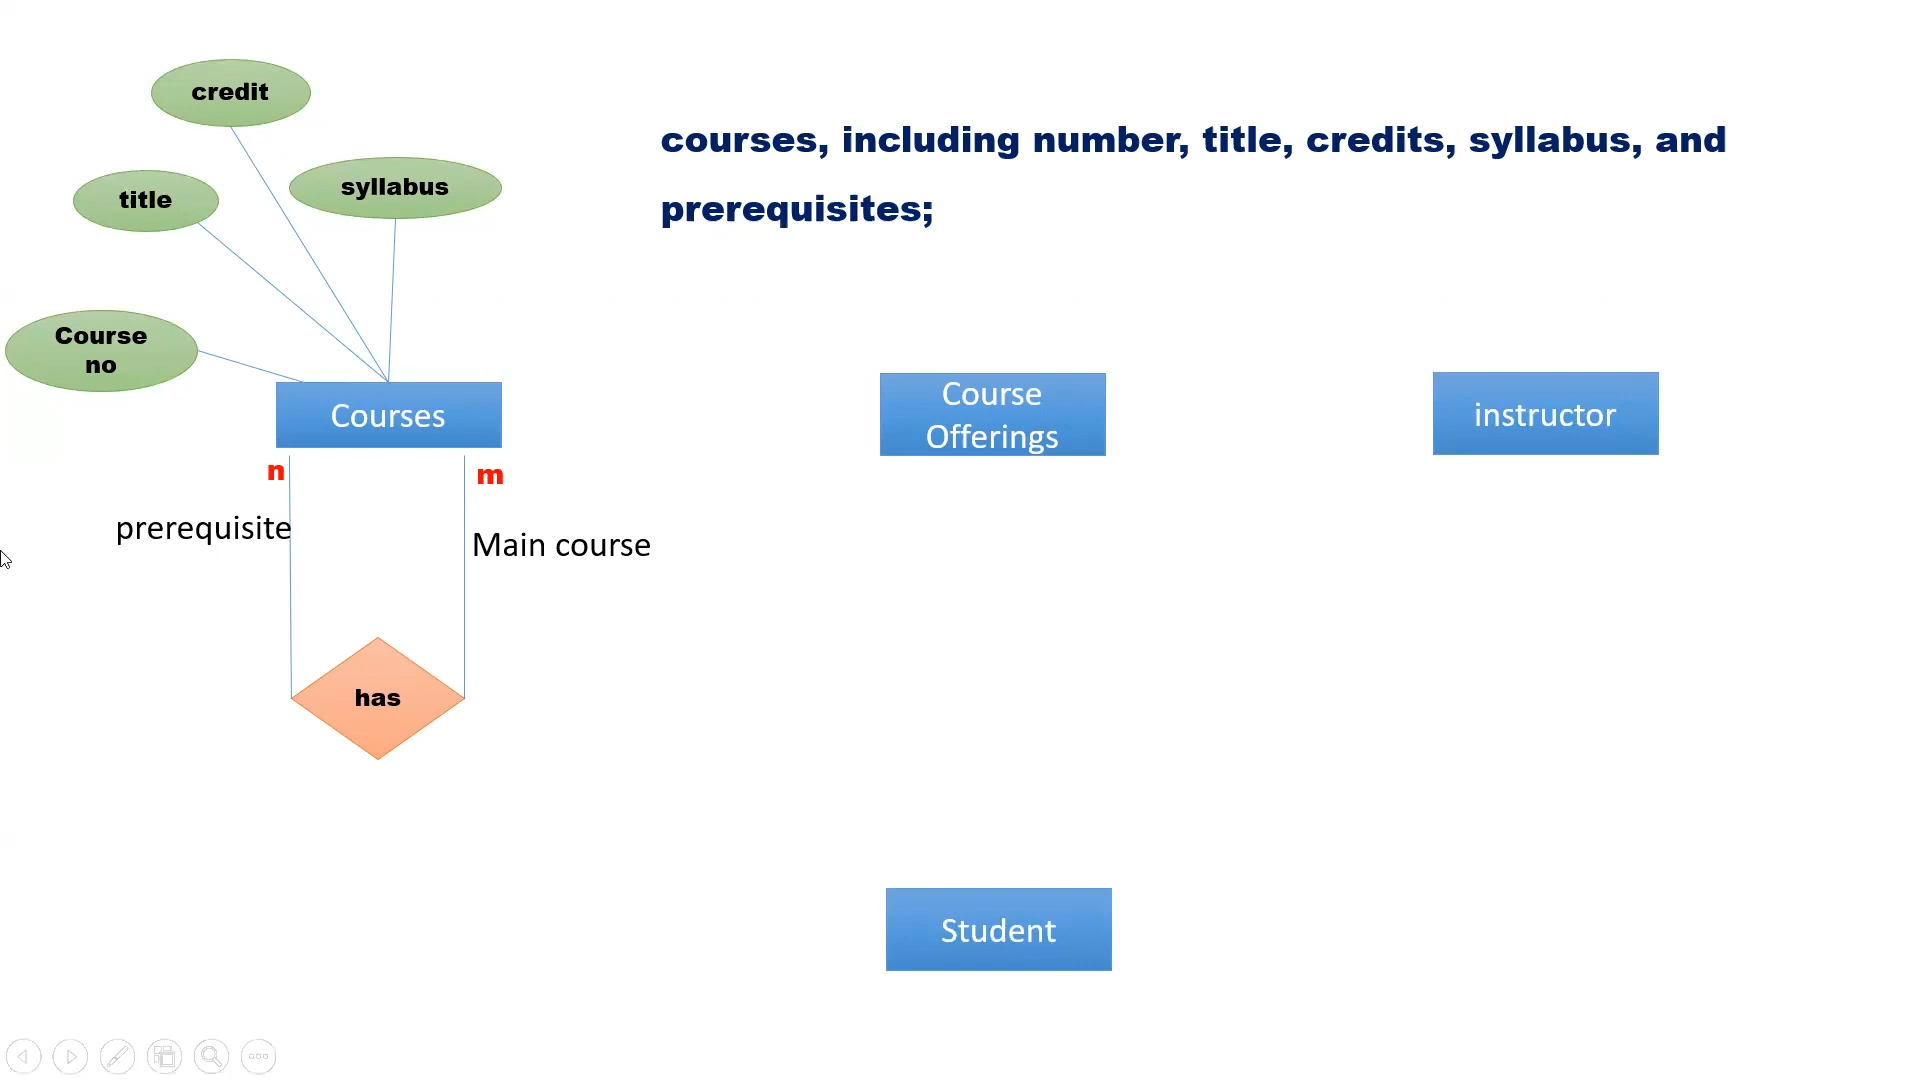 credit
courses, including number, title, credits, syllabus, and
prerequisites;
syllabus
title
Course
no
Courses
Course
Offerings
instructor
n
m
prerequisite
Main course
has
Student